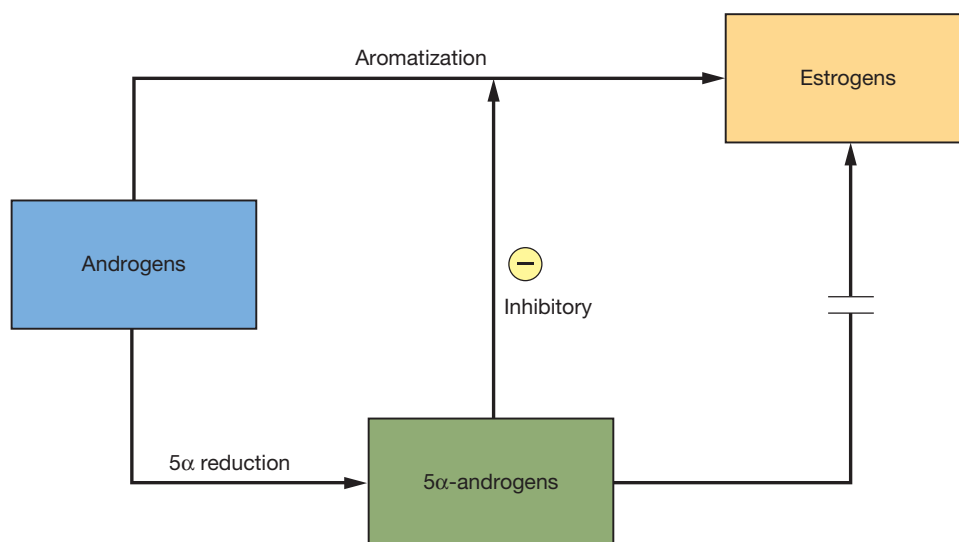 Aromatization
Estrogens
Androgens
−
Inhibitory
5α reduction
5α-androgens